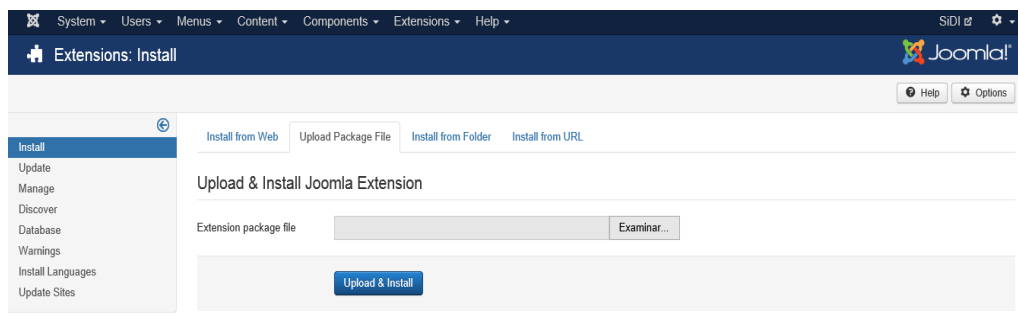 System Users Menus Content Components Extensions Help SiDI
Extensions: Install Joomla!
Help Options
Install from Web Upload Package File Install from Folder Install from URL
Install
Update
Manage
Discover
Database
Warnings
Install Languages
Update Sites
Upload & Install Joomla Extension
Extension package file Examinar...
Upload & Install